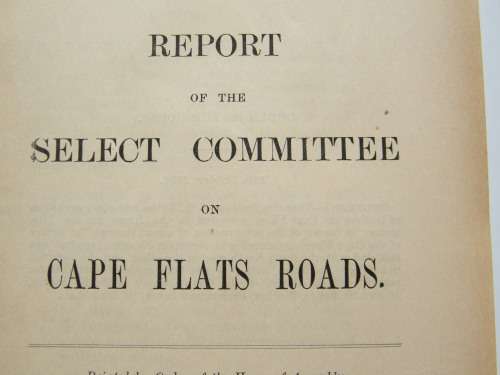 REPORT
OF THE
SELECT COMMITTEE
ON
CAPE FLATS ROADS.